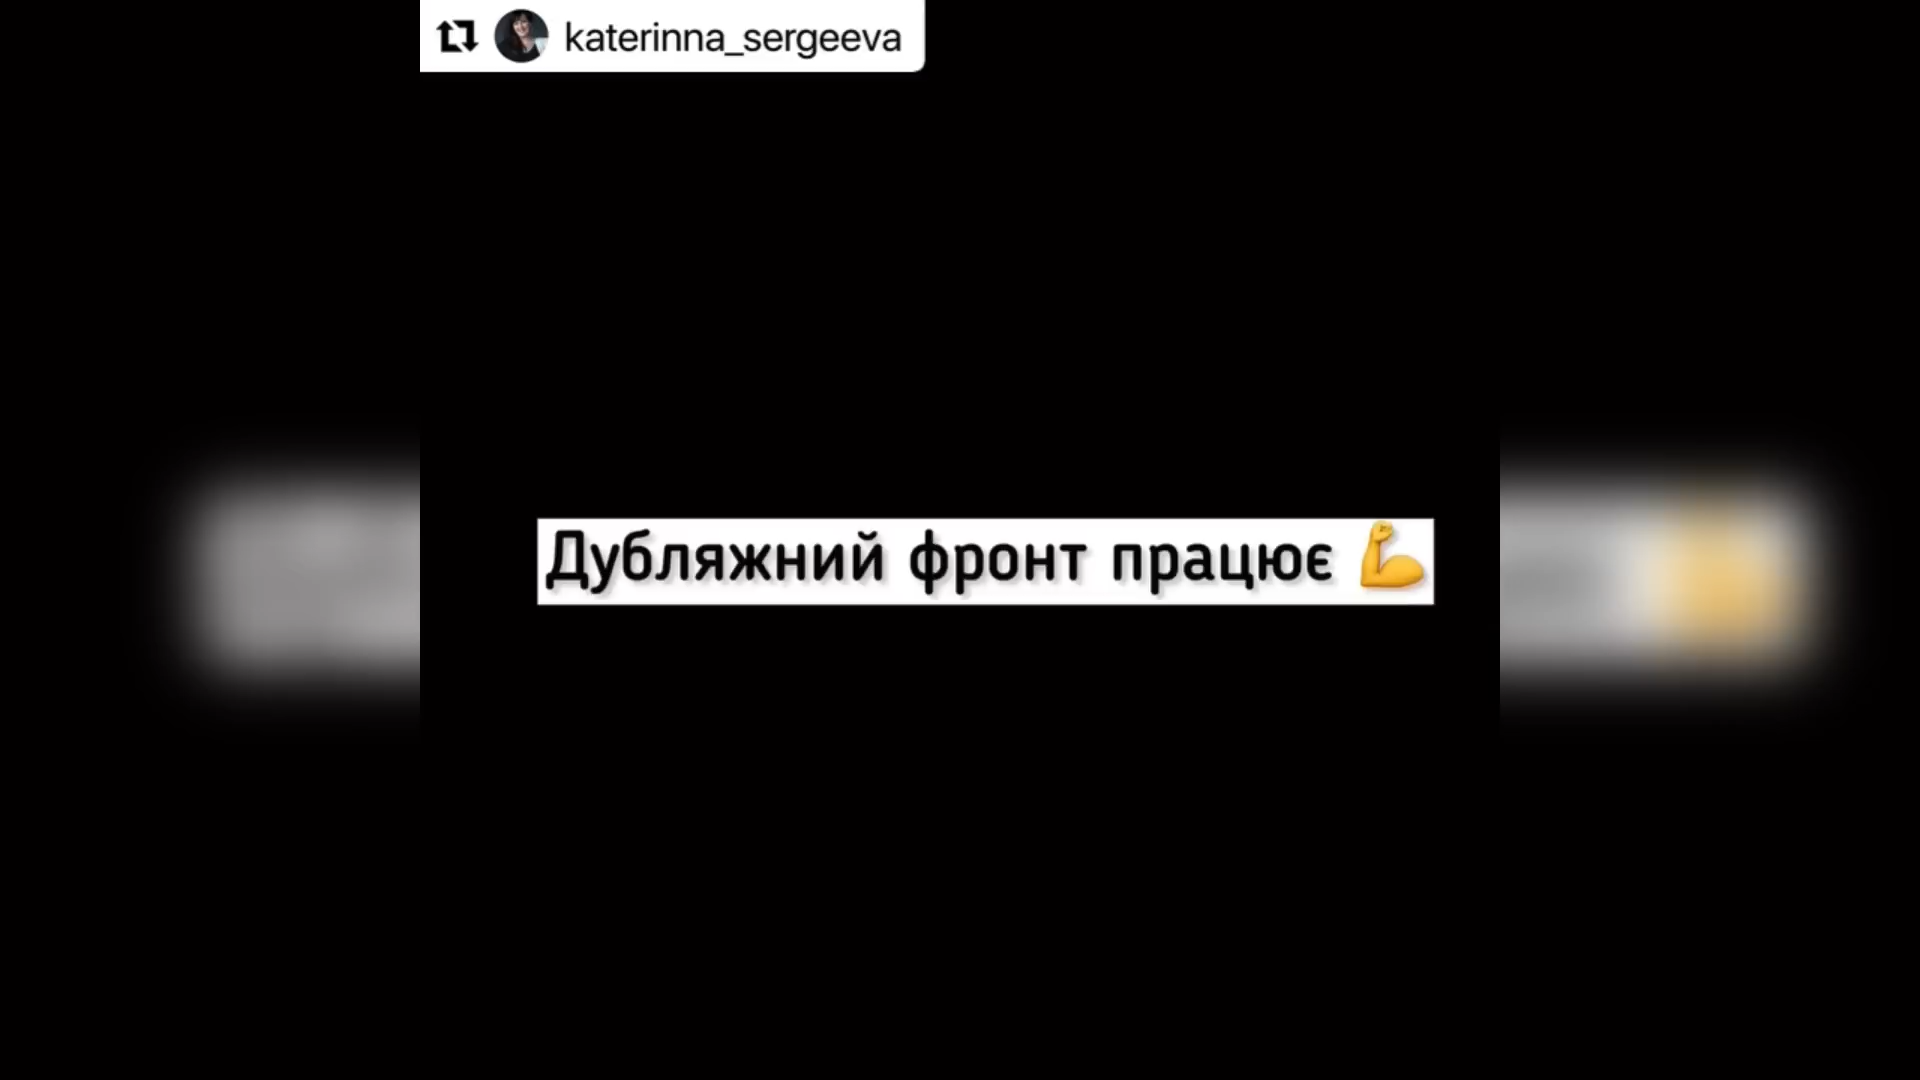 katerinna_sergeeva
Дубляжний фронт працює 💪